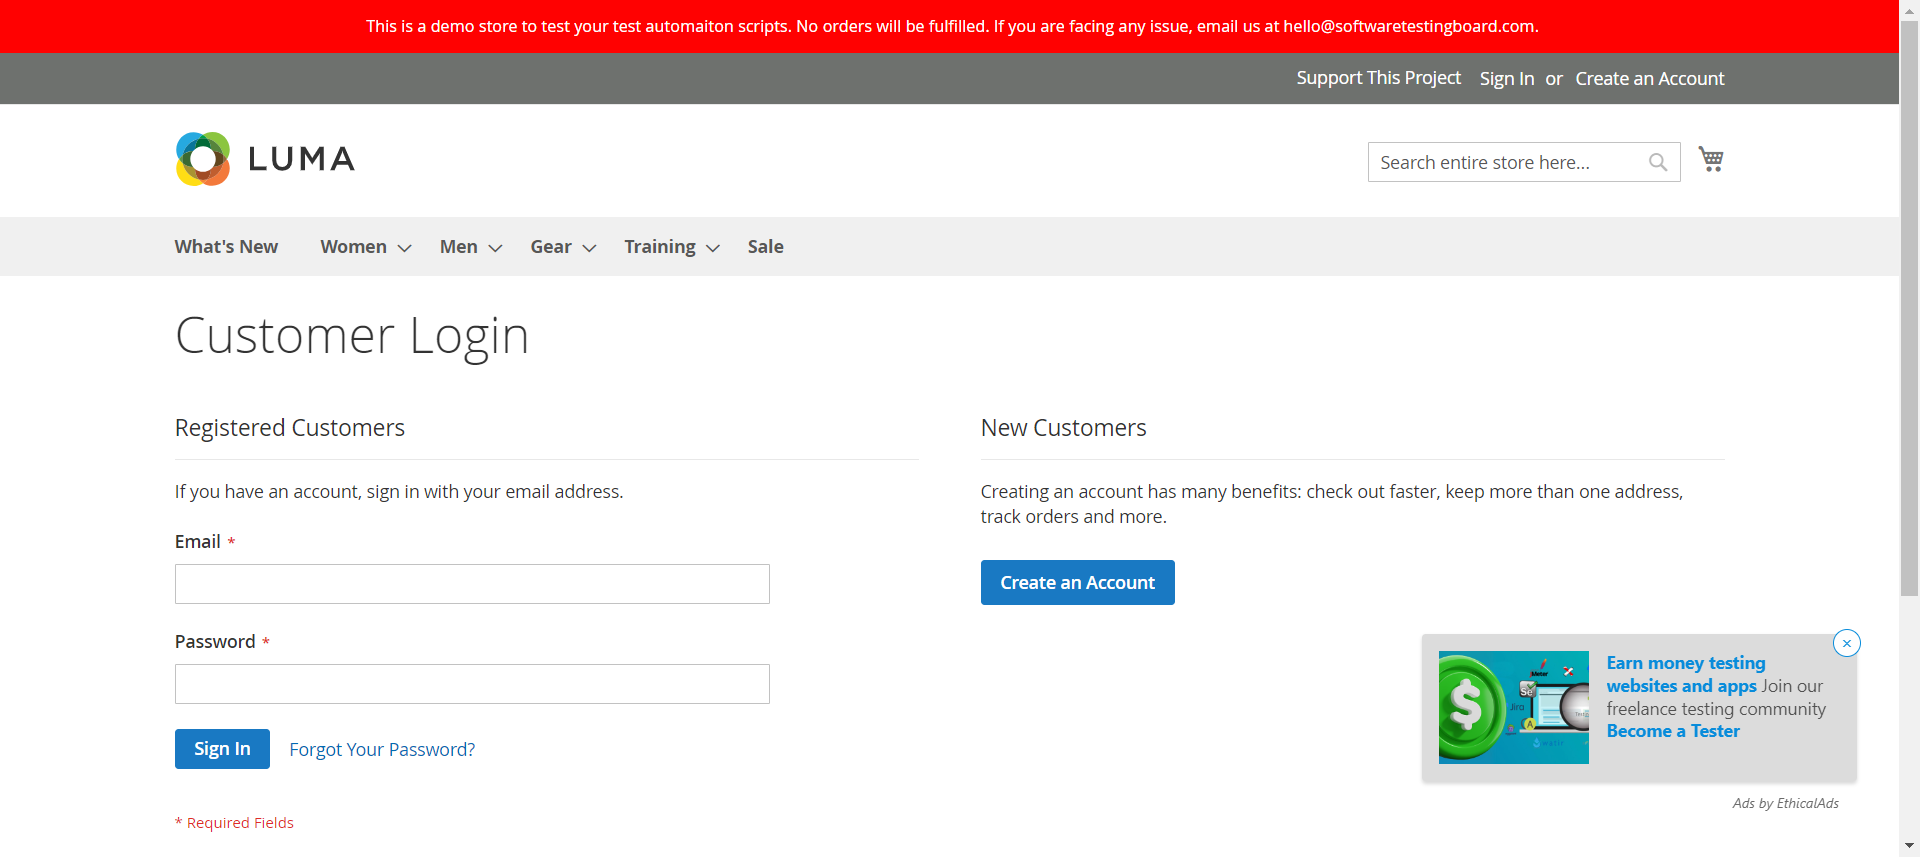 This is a demo store to test your test automaiton scripts. No orders will be fulfilled. If you are facing any issue, email us at hello@softwaretestingboard.com.
Support This Project Sign In or Create an Account
LUMA
Search entire store here...
What's New Women Men Gear Training Sale
Customer Login
Registered Customers
If you have an account, sign in with your email address.
Email *
Password *
Sign In Forgot Your Password?
* Required Fields
New Customers
Creating an account has many benefits: check out faster, keep more than one address,
track orders and more.
Create an Account
Earn money testing
websites and apps Join our
freelance testing community
Become a Tester
Ads by EthicalAds